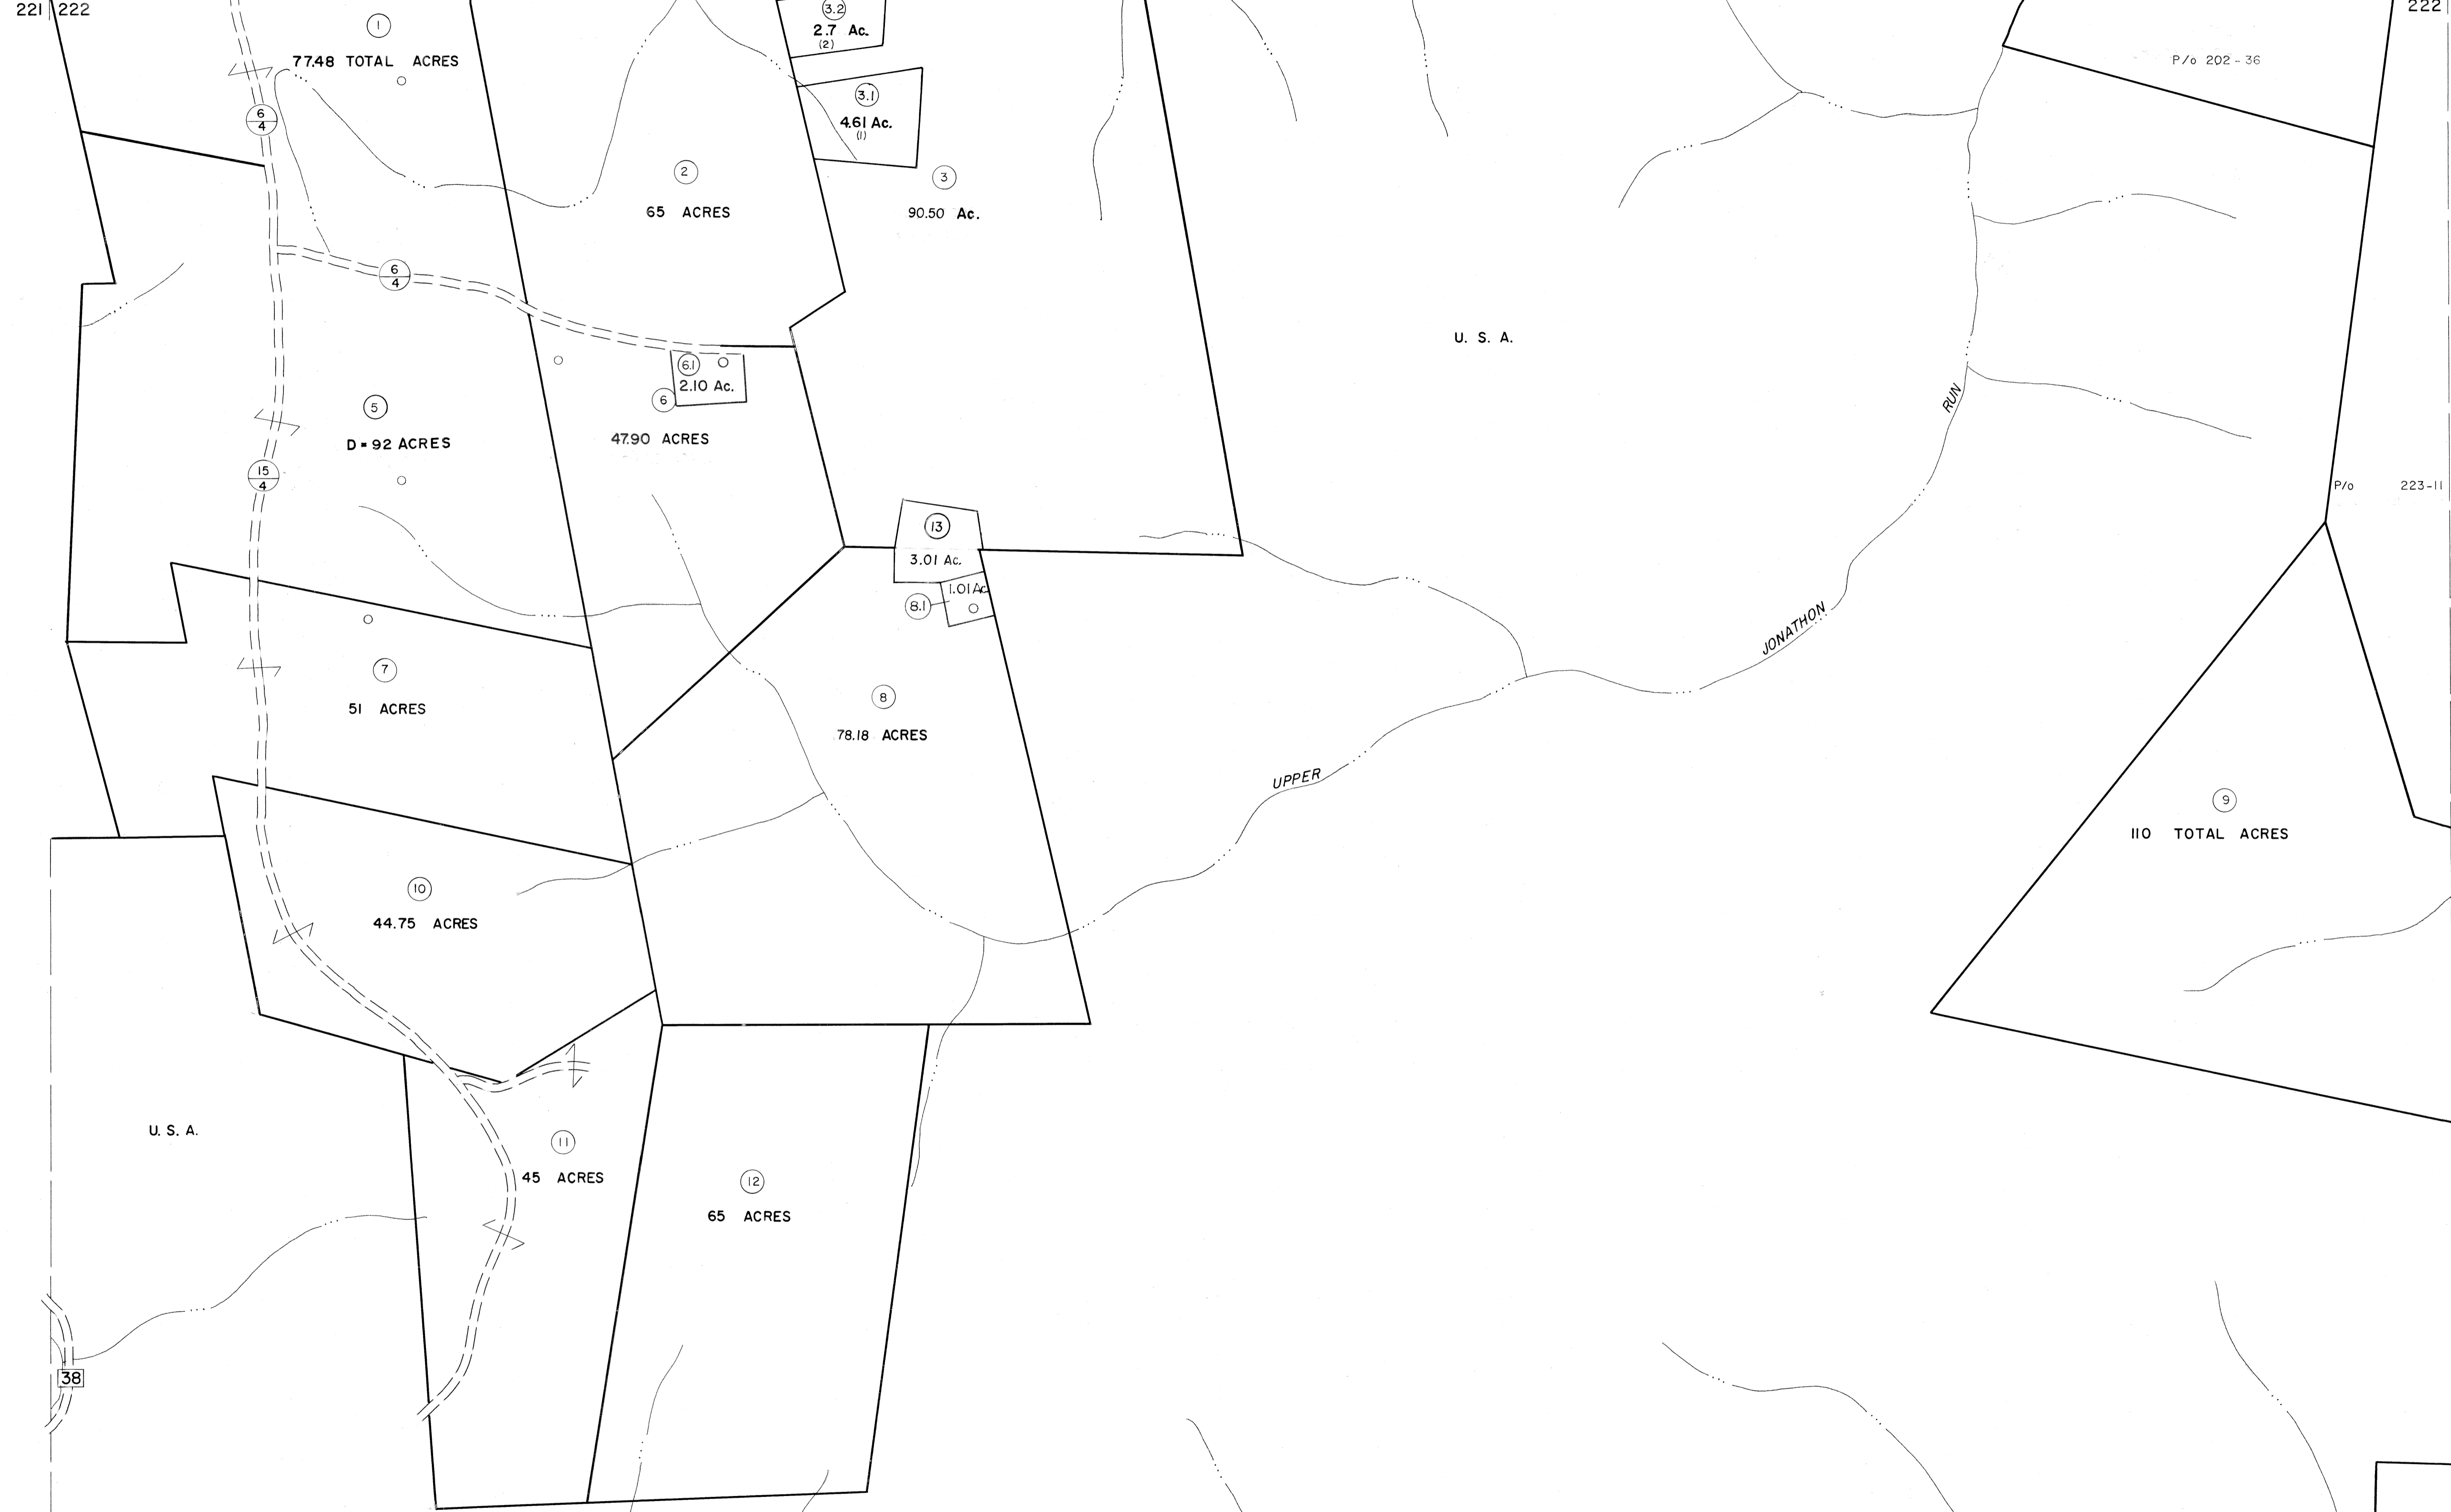 221 222
222
1
77.48 TOTAL ACRES
3.2
2.7 Ac.
(2)
P/o 202-36
6
4
3.1
4.61 Ac.
(1)
2
65 ACRES
3
90.50 Ac.
6
4
U. S. A.
6.1
2.10 Ac.
6
47.90 ACRES
5
D = 92 ACRES
15
4
RUN
P/o 223-11
13
3.01 Ac.
1.01 Ac
8.1
JONATHON
7
51 ACRES
8
78.18 ACRES
UPPER
9
110 TOTAL ACRES
10
44.75 ACRES
U. S. A.
11
45 ACRES
12
65 ACRES
38